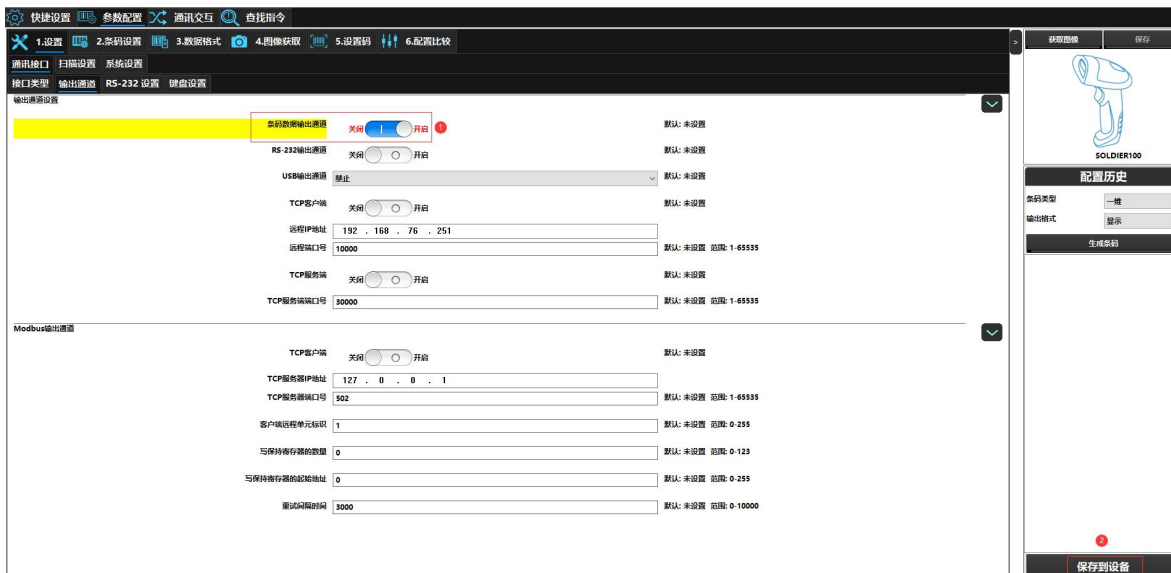 快捷设置 参数配置 通讯交互 查找指令
1.设置 2.条码设置 3.数据格式 4.图像获取 5.设置码 6.配置比较
通讯接口 扫描设置 系统设置
接口类型 输出通道 RS-232 设置 键盘设置
输出通道设置
条码数据输出通道 关闭 开启 1 默认: 未设置
RS-232输出通道 关闭 开启 默认: 未设置
USB输出通道 禁止 默认: 未设置
TCP客户端 关闭 开启 默认: 未设置
远程IP地址 192 . 168 . 76 . 251
远程端口号 10000 默认: 未设置 范围: 1-65535
TCP服务端 关闭 开启 默认: 未设置
TCP服务端端口号 30000 默认: 未设置 范围: 1-65535
Modbus输出通道
TCP客户端 关闭 开启 默认: 未设置
TCP服务器IP地址 127 . 0 . 0 . 1
TCP服务器端口号 502 默认: 未设置 范围: 1-65535
客户端远程单元标识 1 默认: 未设置 范围: 0-255
写保持寄存器的数量 0 默认: 未设置 范围: 0-123
写保持寄存器的起始地址 0 默认: 未设置 范围: 0-255
重试间隔时间 3000 默认: 未设置 范围: 0-10000
> 获取图像 保存
SOLDIER100
配置历史
条码类型 一维
输出格式 显示
生成条码
2
保存到设备